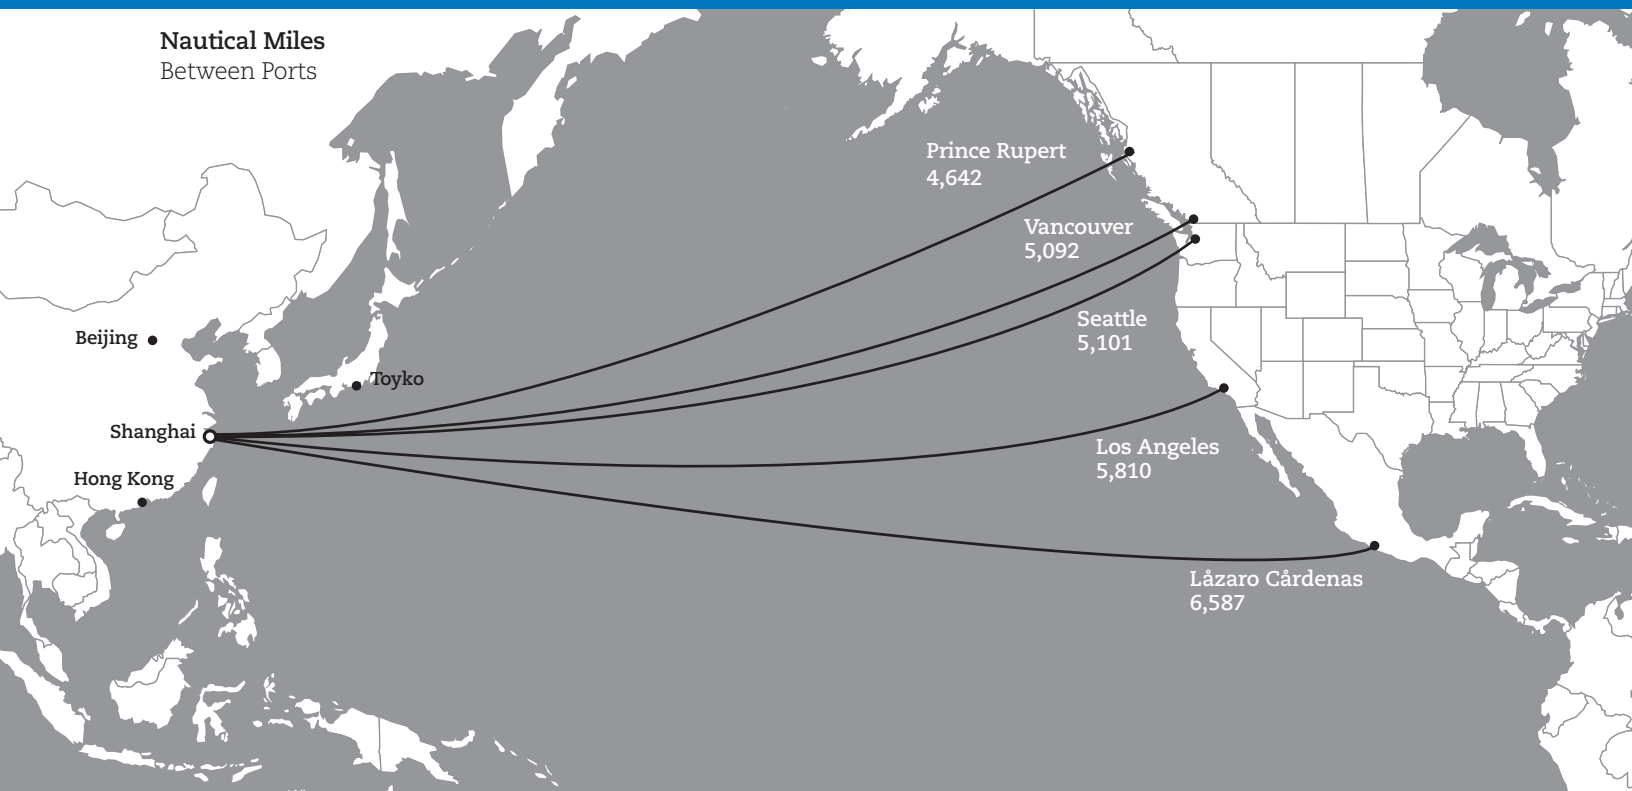 Nautical Miles
Between Ports
Prince Rupert
4,642
Vancouver
5,092
Seattle
5,101
Beijing
Toyko
Shanghai
Los Angeles
5,810
Hong Kong
Låzaro Cårdenas
6,587